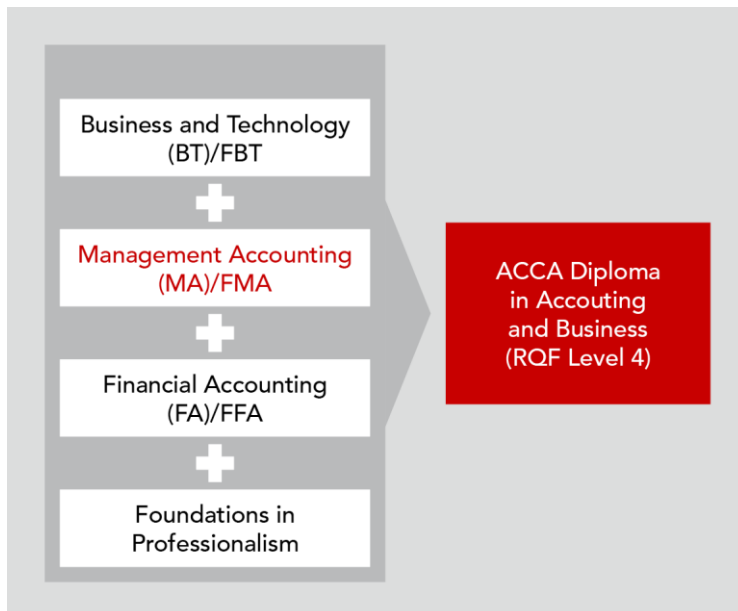 Business and Technology
(BT)/FBT
Management Accounting
(MA)/FMA
Financial Accounting
(FA)/FFA
Foundations in
Professionalism
ACCA Diploma
in Accouting
and Business
(RQF Level 4)